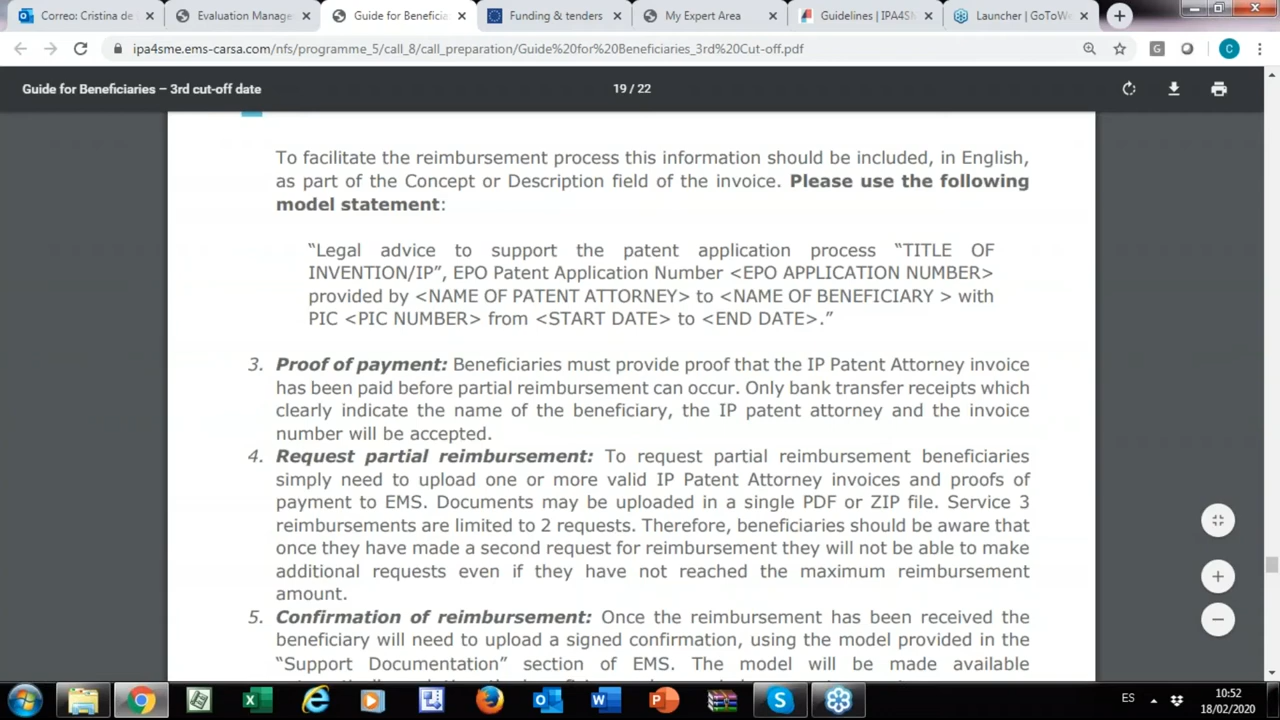 Correo: Cristina de
Evaluation Manage
Guide for Beneficia
Funding & tenders
My Expert Area
Guidelines | IPA4SM
Launcher | GoToWe
ipa4sme.ems-carsa.com/nfs/programme_5/call_8/call_preparation/Guide%20for%20Beneficiaries_3rd%20Cut-off.pdf
Guide for Beneficiaries – 3rd cut-off date
19 / 22
To facilitate the reimbursement process this information should be included, in English,
as part of the Concept or Description field of the invoice. Please use the following
model statement:
“Legal advice to support the patent application process “TITLE OF
INVENTION/IP”, EPO Patent Application Number <EPO APPLICATION NUMBER>
provided by <NAME OF PATENT ATTORNEY> to <NAME OF BENEFICIARY > with
PIC <PIC NUMBER> from <START DATE> to <END DATE>.”
3. Proof of payment: Beneficiaries must provide proof that the IP Patent Attorney invoice
has been paid before partial reimbursement can occur. Only bank transfer receipts which
clearly indicate the name of the beneficiary, the IP patent attorney and the invoice
number will be accepted.
4. Request partial reimbursement: To request partial reimbursement beneficiaries
simply need to upload one or more valid IP Patent Attorney invoices and proofs of
payment to EMS. Documents may be uploaded in a single PDF or ZIP file. Service 3
reimbursements are limited to 2 requests. Therefore, beneficiaries should be aware that
once they have made a second request for reimbursement they will not be able to make
additional requests even if they have not reached the maximum reimbursement
amount.
5. Confirmation of reimbursement: Once the reimbursement has been received the
beneficiary will need to upload a signed confirmation, using the model provided in the
“Support Documentation” section of EMS. The model will be made available
ES
10:52
18/02/2020